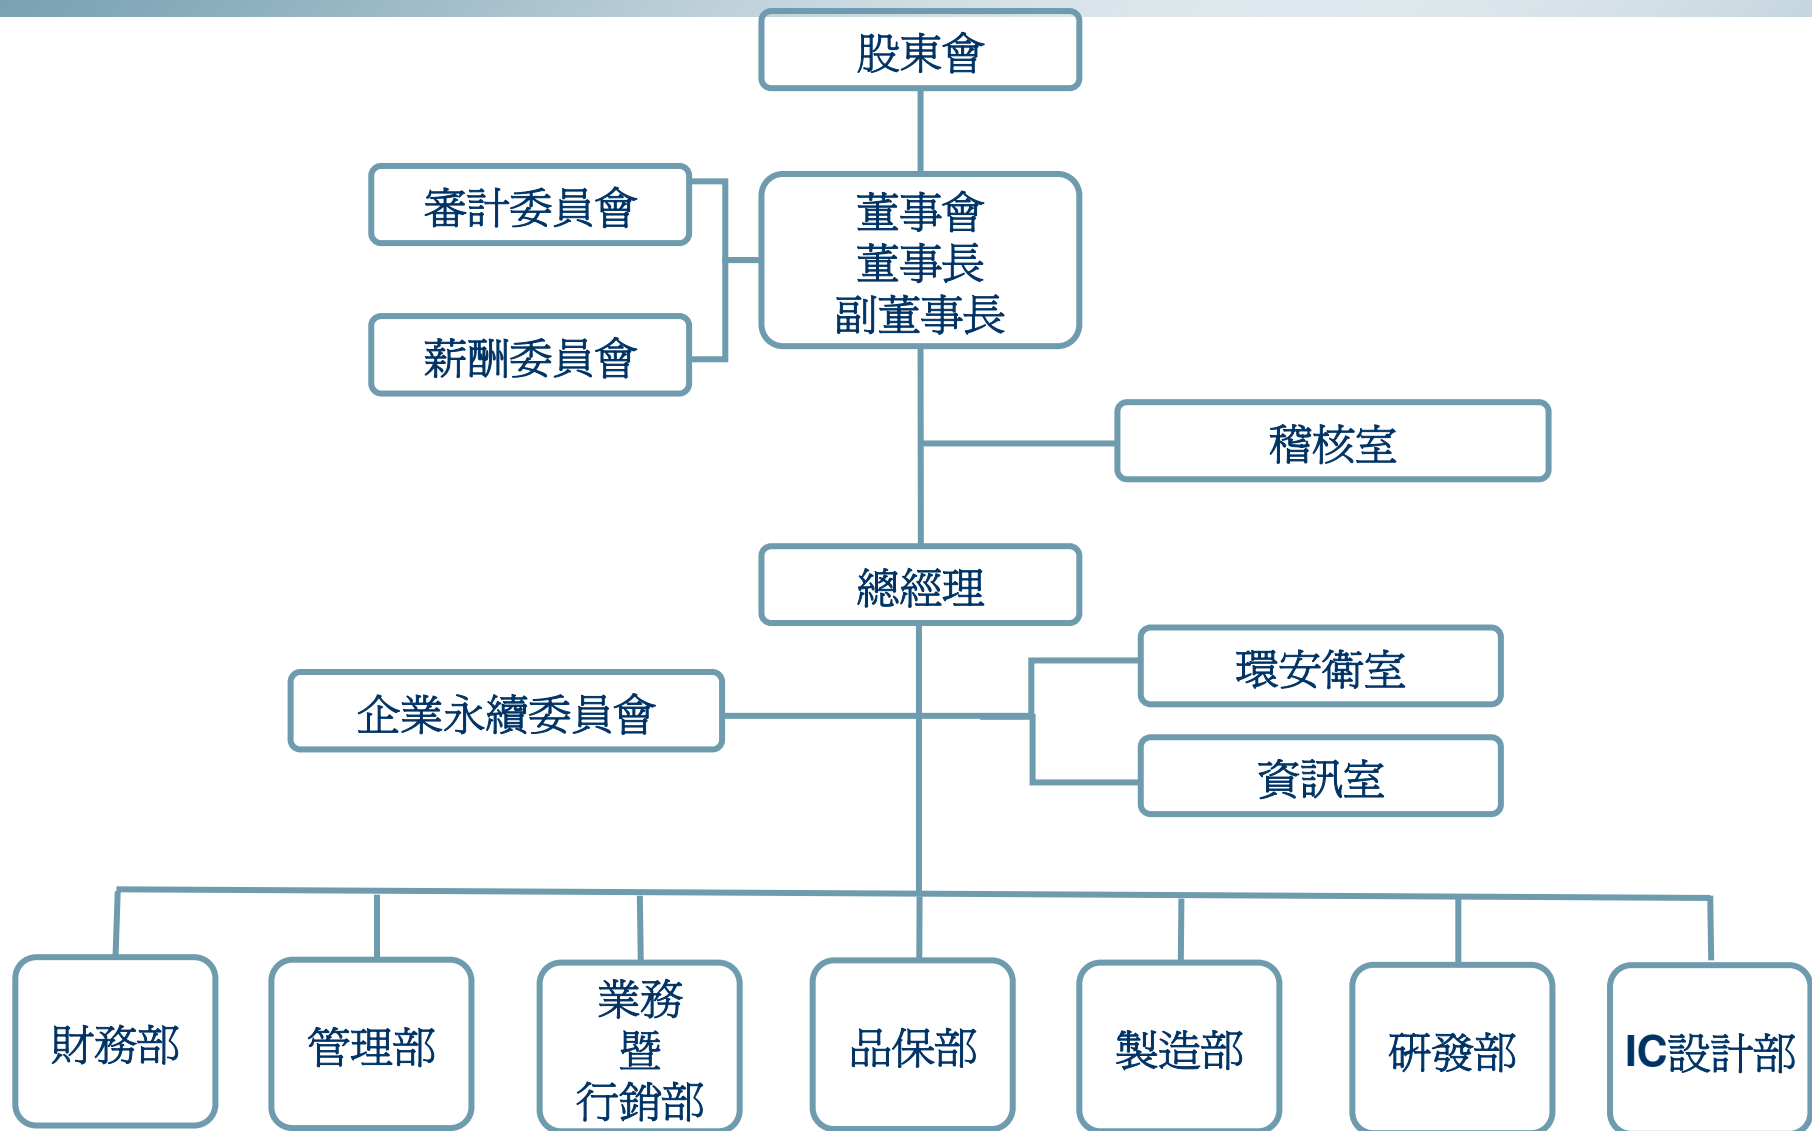 股東會
審計委員會
董事會
董事長
副董事長
薪酬委員會
稽核室
總經理
環安衛室
企業永續委員會
資訊室
財務部
管理部
業務
暨
行銷部
品保部
製造部
研發部
IC設計部